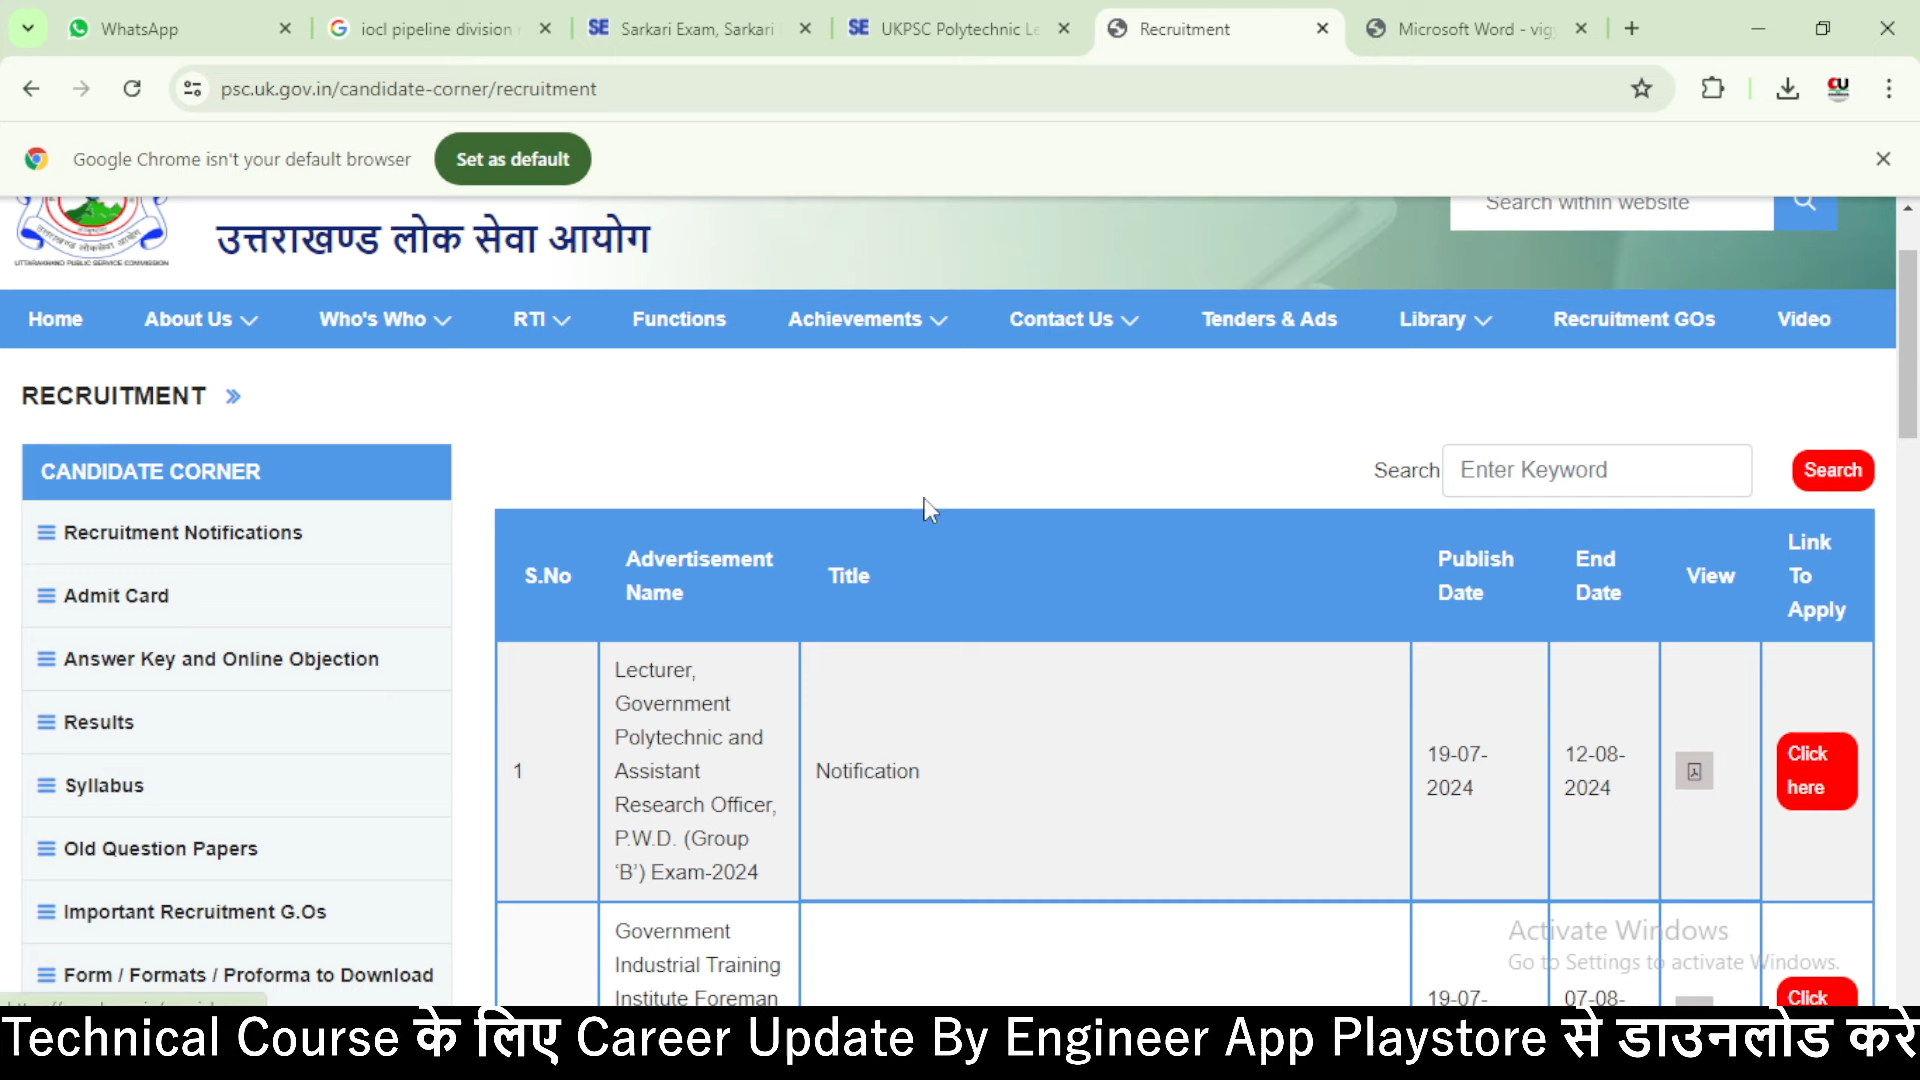 WhatsApp
iocl pipeline division
Sarkari Exam, Sarkari
UKPSC Polytechnic Le
Recruitment
Microsoft Word - vig
psc.uk.gov.in/candidate-corner/recruitment
Google Chrome isn't your default browser
Set as default
UTTARAKHAND PUBLIC SERVICE COMMISSION
उत्तराखण्ड लोक सेवा आयोग
Search within website
Home
About Us
Who's Who
RTI
Functions
Achievements
Contact Us
Tenders & Ads
Library
Recruitment GOs
Video
RECRUITMENT »
CANDIDATE CORNER
Recruitment Notifications
Admit Card
Answer Key and Online Objection
Results
Syllabus
Old Question Papers
Important Recruitment G.Os
Form / Formats / Proforma to Download
Search
Enter Keyword
Search
S.No
Advertisement
Name
Title
Publish
Date
End
Date
View
Link
To
Apply
1
Lecturer,
Government
Polytechnic and
Assistant
Research Officer,
P.W.D. (Group
‘B’) Exam-2024
Notification
19-07-
2024
12-08-
2024
Click
here
Government
Industrial Training
Institute Foreman
19-07-
07-08-
Click
Activate Windows
Go to Settings to activate Windows.
Technical Course के लिए Career Update By Engineer App Playstore से डाउनलोड करे